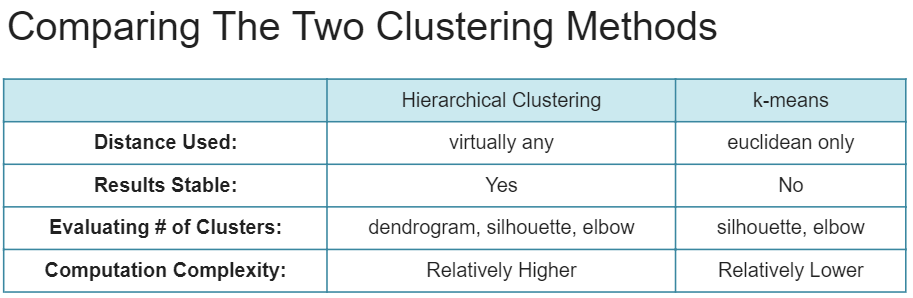 Comparing The Two Clustering Methods
Hierarchical Clustering k-means
Distance Used: virtually any euclidean only
Results Stable: Yes No
Evaluating # of Clusters: dendrogram, silhouette, elbow silhouette, elbow
Computation Complexity: Relatively Higher Relatively Lower